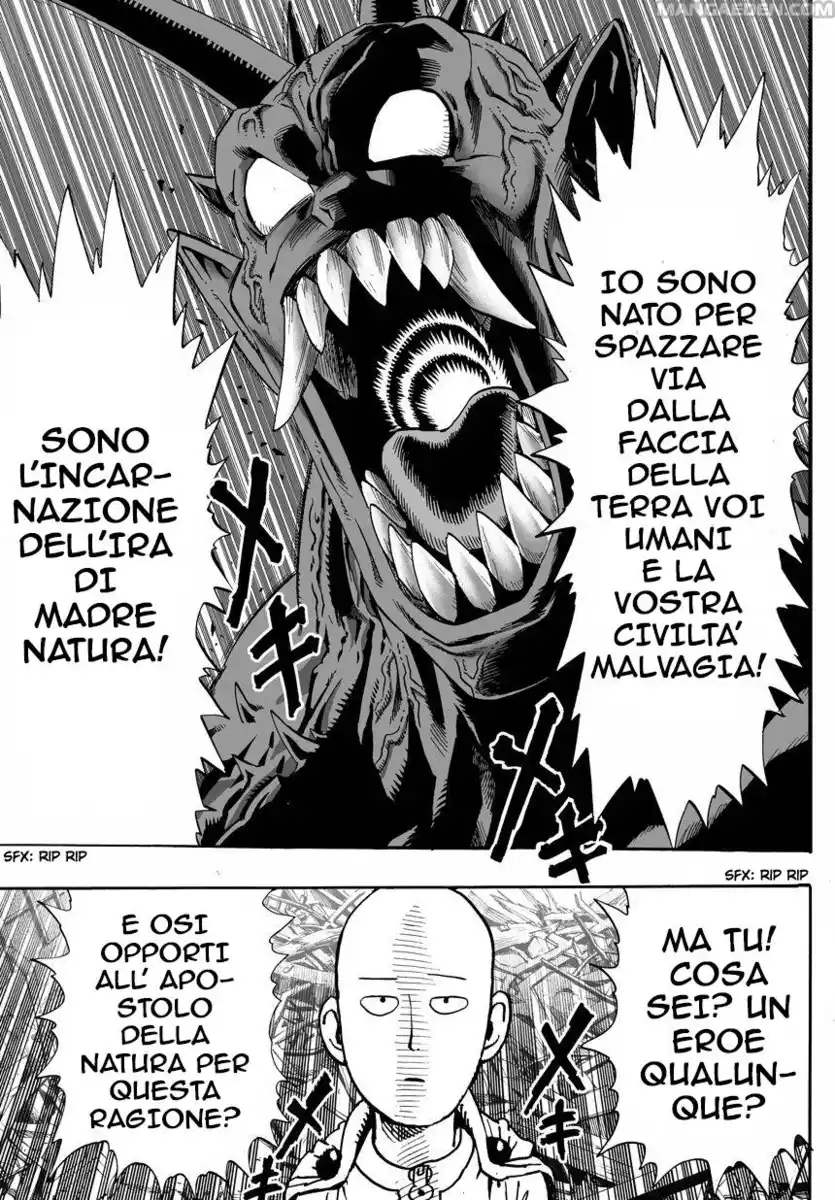 MANGAEDEN.COM
IO SONO
NATO PER
SPAZZARE
VIA
DALLA
FACCIA
DELLA
TERRA VOI
UMANI
E LA
VOSTRA
CIVILTA'
MALVAGIA!
SONO
L'INCAR-
NAZIONE
DELL'IRA
DI
MADRE
NATURA!
メキ
メキ
SFX: RIP RIP
SFX: RIP RIP
MA TU!
COSA
SEI? UN
EROE
QUALUN-
QUE?
E OSI
OPPORTI
ALL' APO-
STOLO
DELLA
NATURA PER
QUESTA
RAGIONE?
メキ
メキ